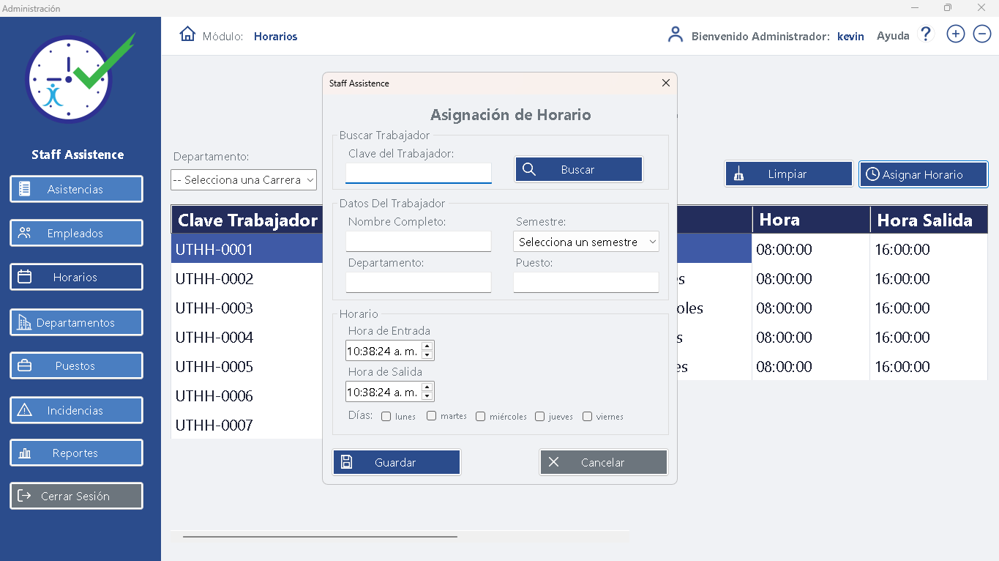 Administración
Módulo: Horarios
Bienvenido Administrador: kevin
Ayuda
Staff Assistence
Asistencias
Empleados
Horarios
Departamentos
Puestos
Incidencias
Reportes
Cerrar Sesión
Departamento:
-- Selecciona una Carrera
Limpiar
Asignar Horario
Clave Trabajador
Hora
Hora Salida
UTHH-0001
08:00:00
16:00:00
UTHH-0002
08:00:00
16:00:00
UTHH-0003
08:00:00
16:00:00
UTHH-0004
08:00:00
16:00:00
UTHH-0005
08:00:00
16:00:00
UTHH-0006
UTHH-0007
Staff Assistence
Asignación de Horario
Buscar Trabajador
Clave del Trabajador:
Buscar
Datos Del Trabajador
Nombre Completo:
Semestre:
Selecciona un semestre
Departamento:
Puesto:
Horario
Hora de Entrada
10:38:24 a. m.
Hora de Salida
10:38:24 a. m.
Días: lunes martes miércoles jueves viernes
Guardar
Cancelar